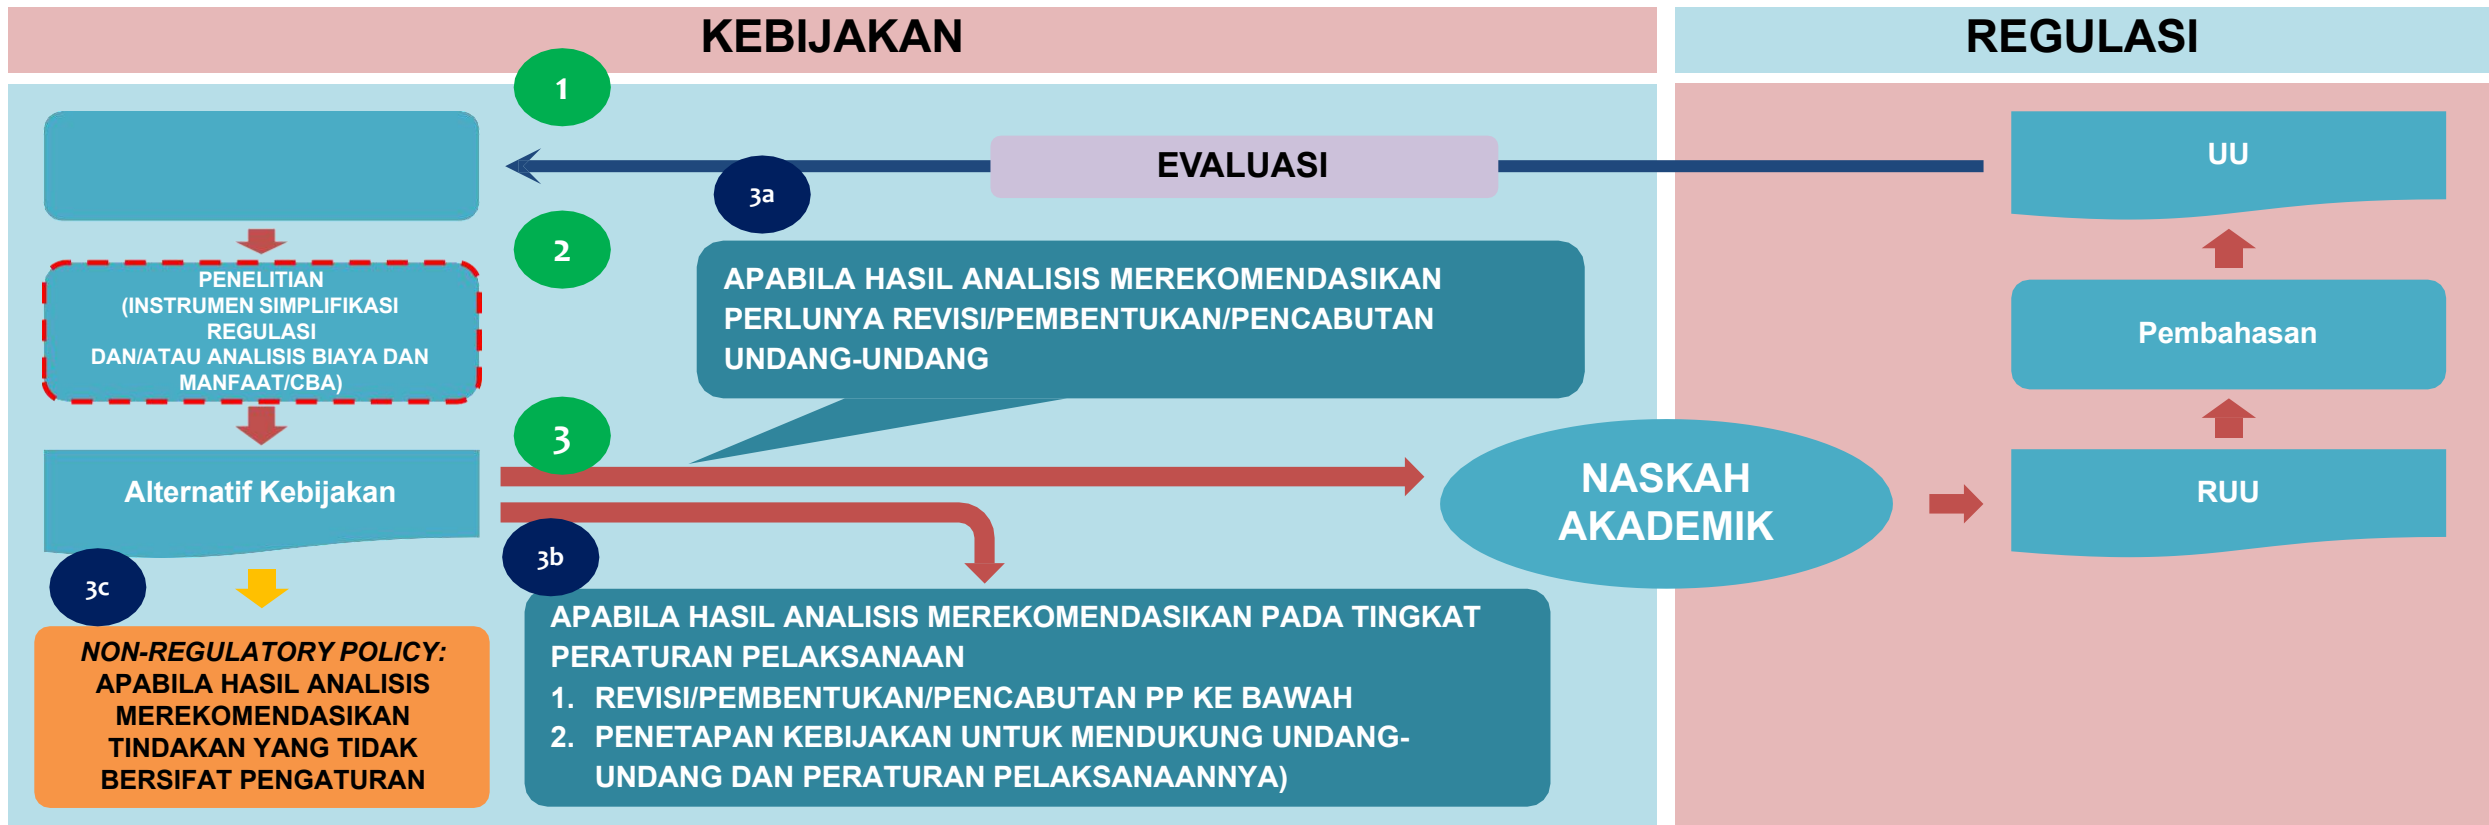 KEBIJAKAN
REGULASI
1
EVALUASI
UU
3a
2
PENELITIAN
(INSTRUMEN SIMPLIFIKASI
REGULASI
DAN/ATAU ANALISIS BIAYA DAN
MANFAAT/CBA)
APABILA HASIL ANALISIS MEREKOMENDASIKAN
PERLUNYA REVISI/PEMBENTUKAN/PENCABUTAN
UNDANG-UNDANG
Pembahasan
3
Alternatif Kebijakan
NASKAH
AKADEMIK
RUU
3b
3c
NON-REGULATORY POLICY:
APABILA HASIL ANALISIS
MEREKOMENDASIKAN
TINDAKAN YANG TIDAK
BERSIFAT PENGATURAN
APABILA HASIL ANALISIS MEREKOMENDASIKAN PADA TINGKAT
PERATURAN PELAKSANAAN
1. REVISI/PEMBENTUKAN/PENCABUTAN PP KE BAWAH
2. PENETAPAN KEBIJAKAN UNTUK MENDUKUNG UNDANG-
UNDANG DAN PERATURAN PELAKSANAANNYA)